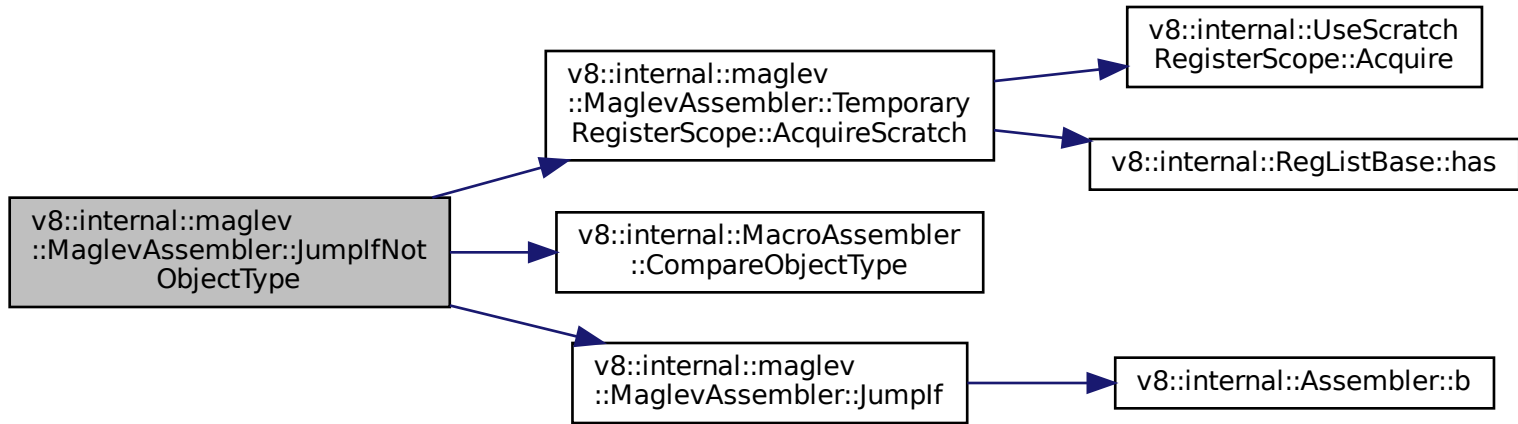 v8::internal::maglev
::MaglevAssembler::JumpIfNot
ObjectType
v8::internal::maglev
::MaglevAssembler::Temporary
RegisterScope::AcquireScratch
v8::internal::UseScratch
RegisterScope::Acquire
v8::internal::RegListBase::has
v8::internal::MacroAssembler
::CompareObjectType
v8::internal::maglev
::MaglevAssembler::JumpIf
v8::internal::Assembler::b